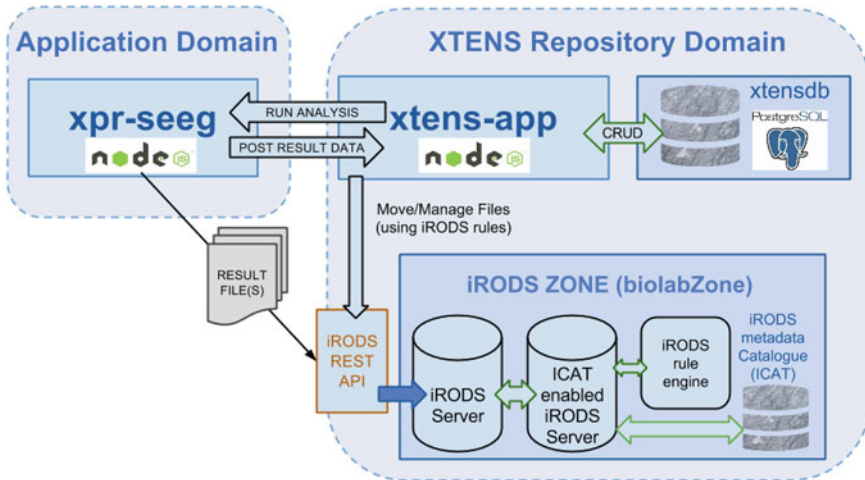 Application Domain
XTENS Repository Domain
xpr-seeg
node
JS
RUN ANALYSIS
POST RESULT DATA
xtens-app
node
JS
CRUD
xtensdb
PostgreSQL
Move/Manage Files
(using iRODS rules)
RESULT
FILE(S)
iRODS
REST
API
iRODS ZONE (biolabZone)
iRODS
Server
ICAT
enabled
iRODS
Server
iRODS
rule
engine
iRODS
metadata
Catalogue
(ICAT)